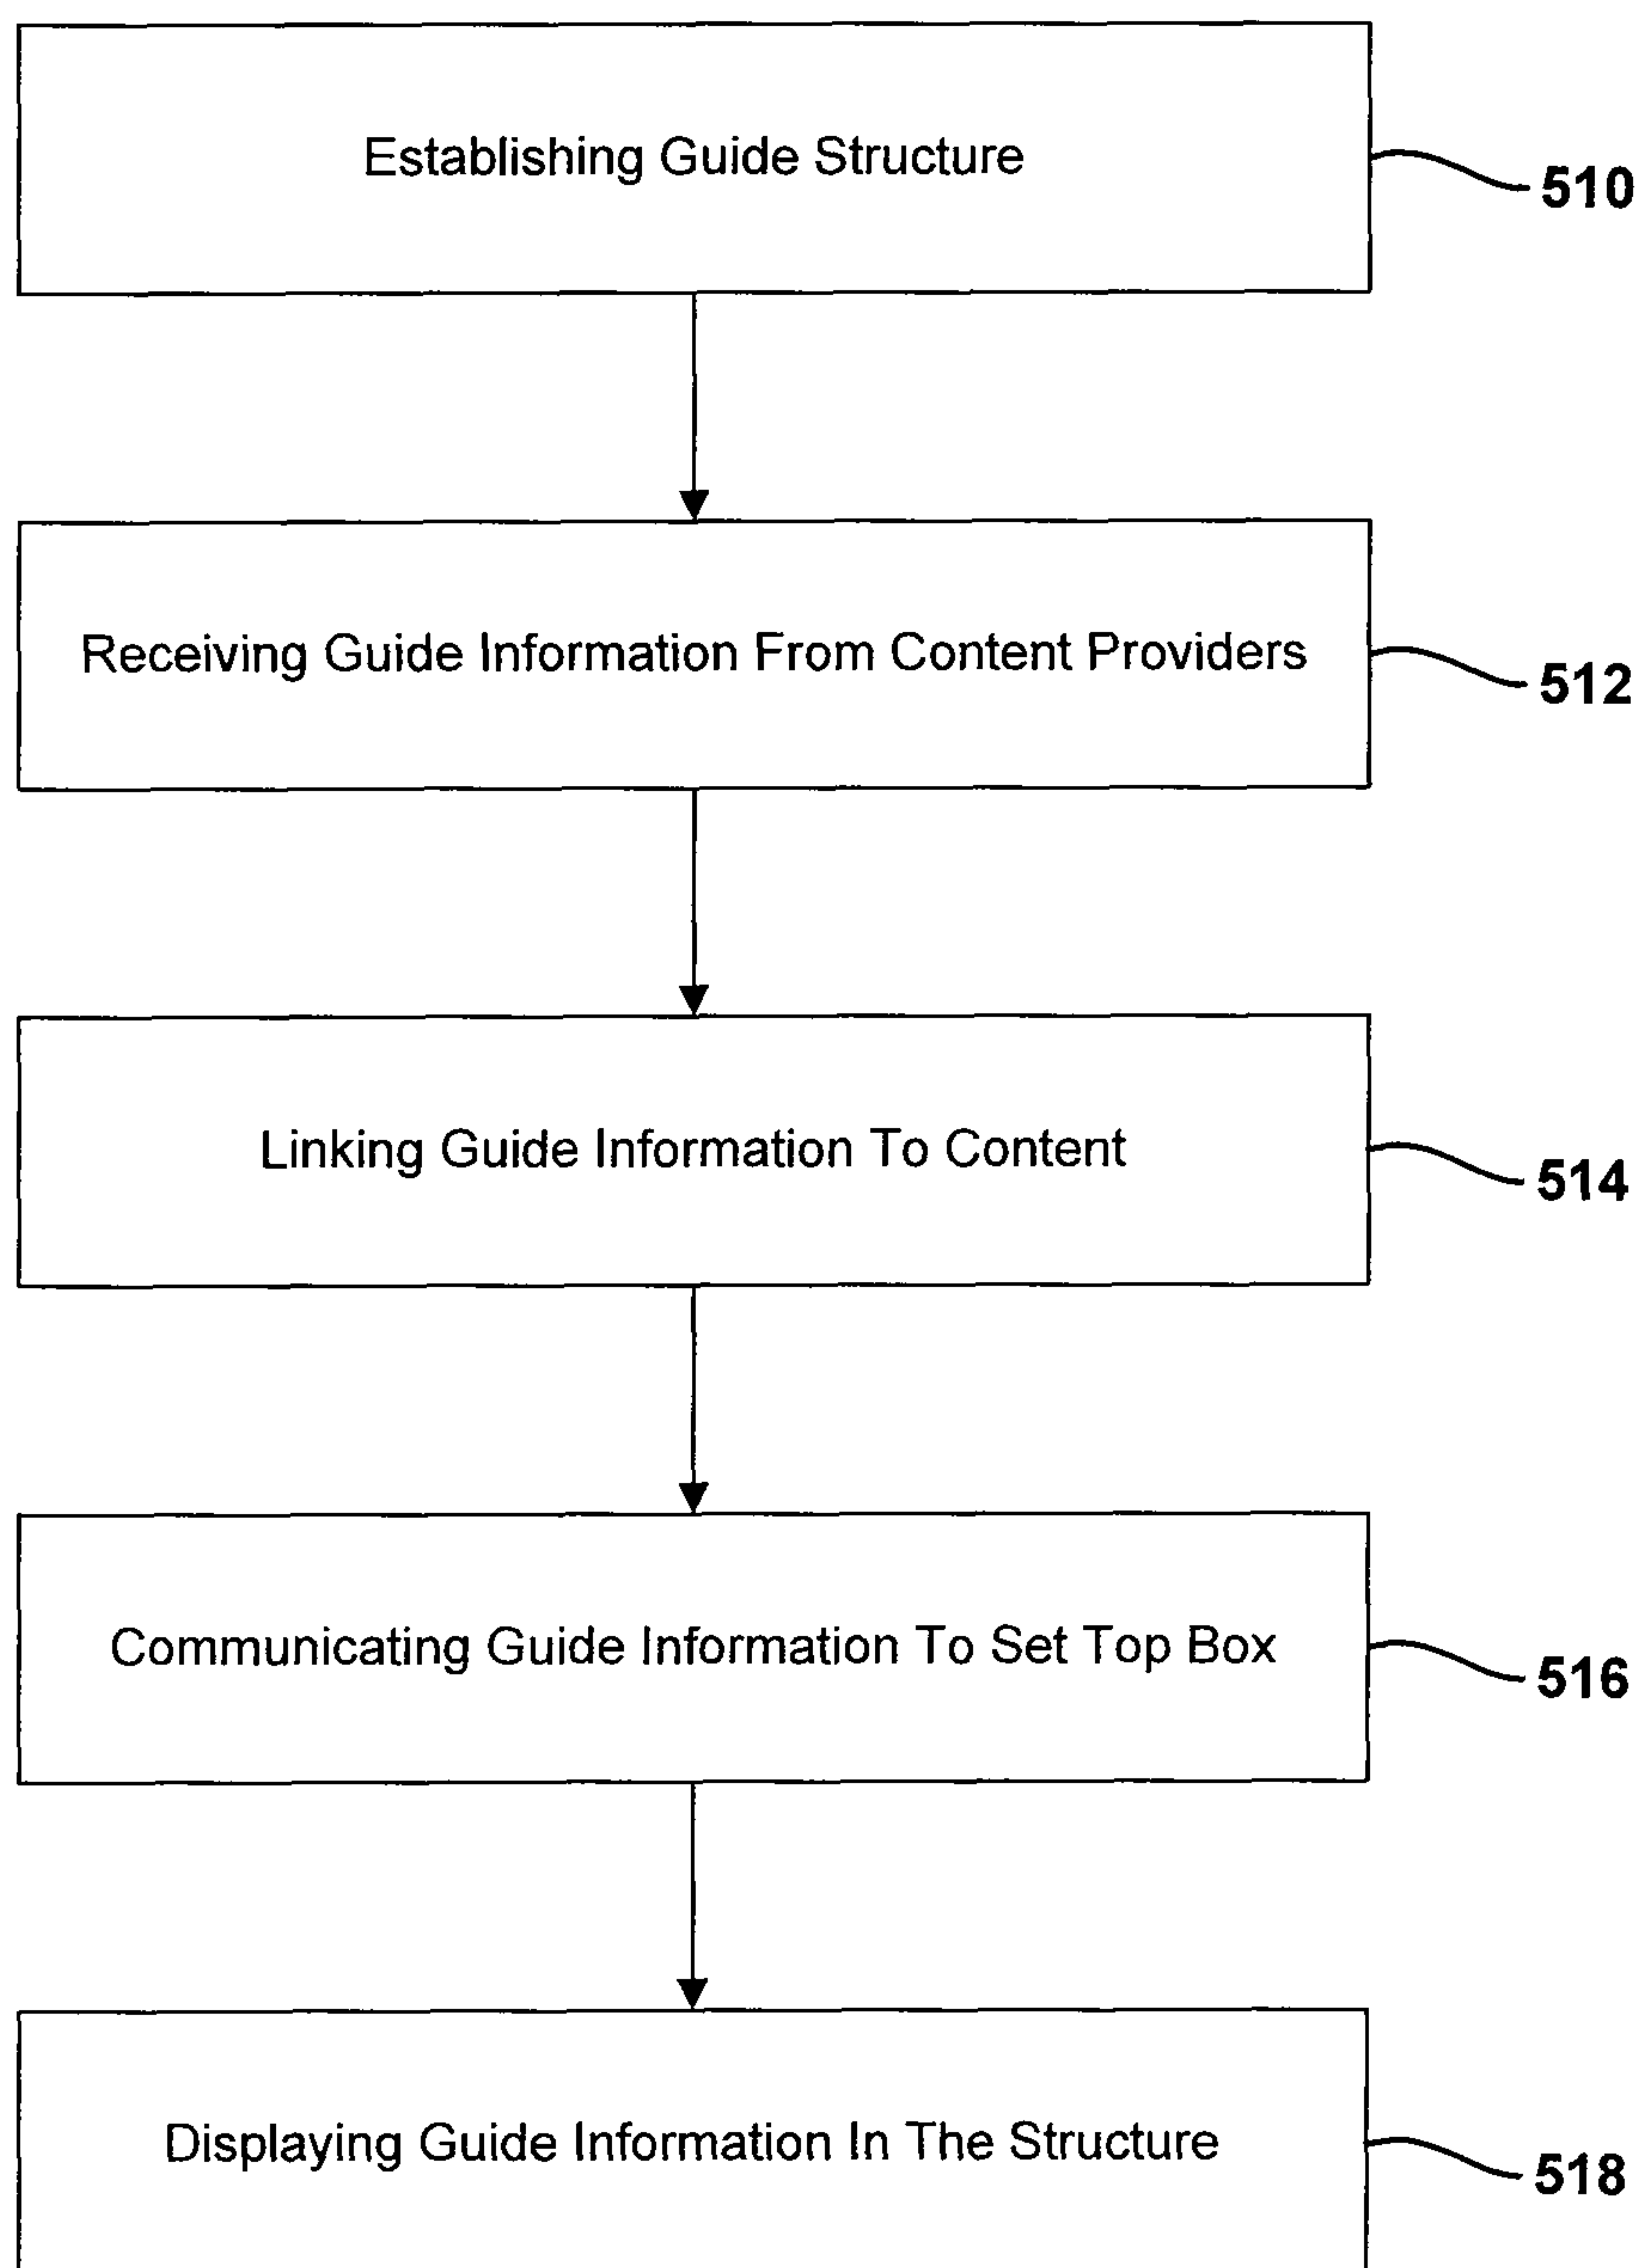 Establishing Guide Structure
510
Receiving Guide Information From Content Providers
512
Linking Guide Information To Content
514
Communicating Guide Information To Set Top Box
516
Displaying Guide Information In The Structure
518